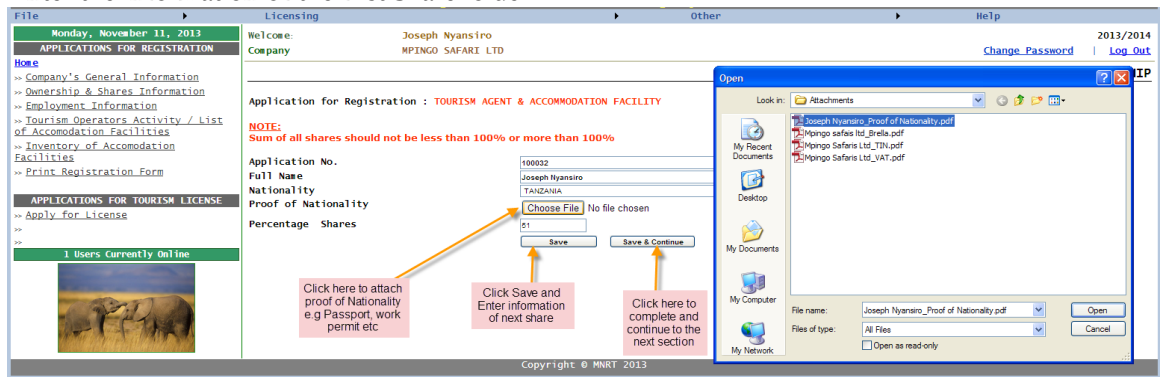 File Licensing Other Help
Monday, November 11, 2013
APPLICATIONS FOR REGISTRATION
Home
» Company's General Information
» Ownership & Shares Information
» Employment Information
» Tourism Operators Activity / List
of Accomodation Facilities
» Inventory of Accomodation
Facilities
» Print Registration Form
APPLICATIONS FOR TOURISM LICENSE
» Apply for License
»
»
1 Users Currently Online
Welcome: Joseph Nyansiro 2013/2014
Company MPINGO SAFARI LTD Change Password | Log Out
Application for Registration : TOURISM AGENT & ACCOMMODATION FACILITY
NOTE:
Sum of all shares should not be less than 100% or more than 100%
Application No. 100032
Full Name Joseph Nyansiro
Nationality TANZANIA
Proof of Nationality Choose File No file chosen
Percentage Shares 51
Save Save & Continue
Click here to attach
proof of Nationality
e.g Passport, work
permit etc
Click Save and
Enter information
of next share
Click here to
complete and
continue to the
next section
Open
Look in: Attachments
My Recent
Documents
Desktop
My Documents
My Computer
My Network
Joseph Nyansiro_Proof of Nationality.pdf
Mpingo safais ltd_Brella.pdf
Mpingo Safaris Ltd_TIN.pdf
Mpingo Safaris Ltd_VAT.pdf
File name: Joseph Nyansiro_Proof of Nationality.pdf Open
Files of type: All Files Cancel
Open as read-only
Copyright © MNRT 2013